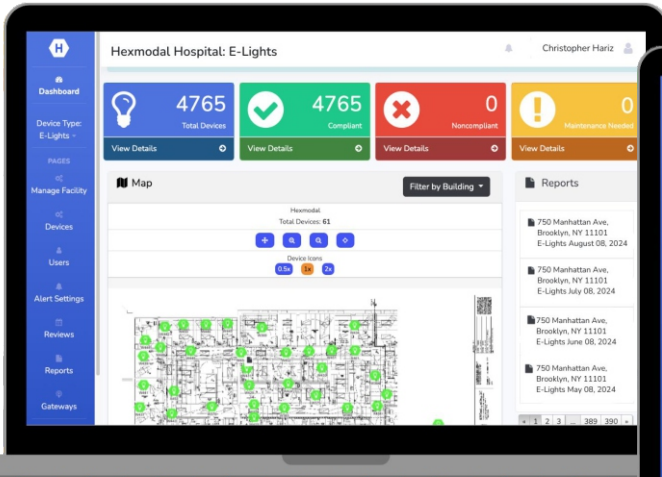 H
Hexmodal Hospital: E-Lights
Christopher Hariz
Dashboard
Device Type:
E-Lights
PAGES
Manage Facility
Devices
Users
Alert Settings
Reviews
Reports
Gateways
4765
Total Devices
View Details
4765
Compliant
View Details
0
Noncompliant
View Details
0
Maintenance Needed
View Details
Map
Filter by Building
Hexmodal
Total Devices: 61
Device Icons
0.5x
1x
2x
Reports
750 Manhattan Ave,
Brooklyn, NY 11101
E-Lights August 08, 2024
750 Manhattan Ave,
Brooklyn, NY 11101
E-Lights July 08, 2024
750 Manhattan Ave,
Brooklyn, NY 11101
E-Lights June 08, 2024
750 Manhattan Ave,
Brooklyn, NY 11101
E-Lights May 08, 2024
« 1 2 3 ... 389 390 »